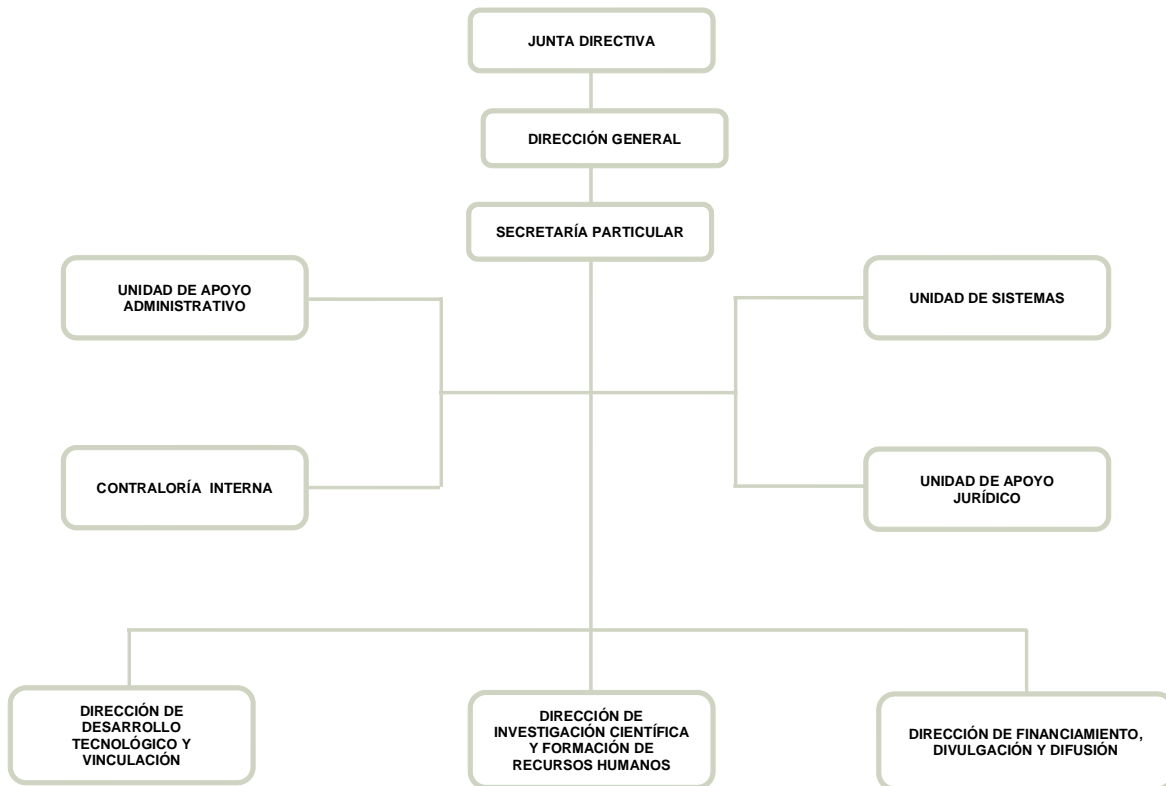 JUNTA DIRECTIVA
DIRECCIÓN GENERAL
SECRETARÍA PARTICULAR
UNIDAD DE APOYO
ADMINISTRATIVO
UNIDAD DE SISTEMAS
CONTRALORÍA INTERNA
UNIDAD DE APOYO
JURÍDICO
DIRECCIÓN DE
DESARROLLO
TECNOLÓGICO Y
VINCULACIÓN
DIRECCIÓN DE
INVESTIGACIÓN CIENTÍFICA
Y FORMACIÓN DE
RECURSOS HUMANOS
DIRECCIÓN DE FINANCIAMIENTO,
DIVULGACIÓN Y DIFUSIÓN